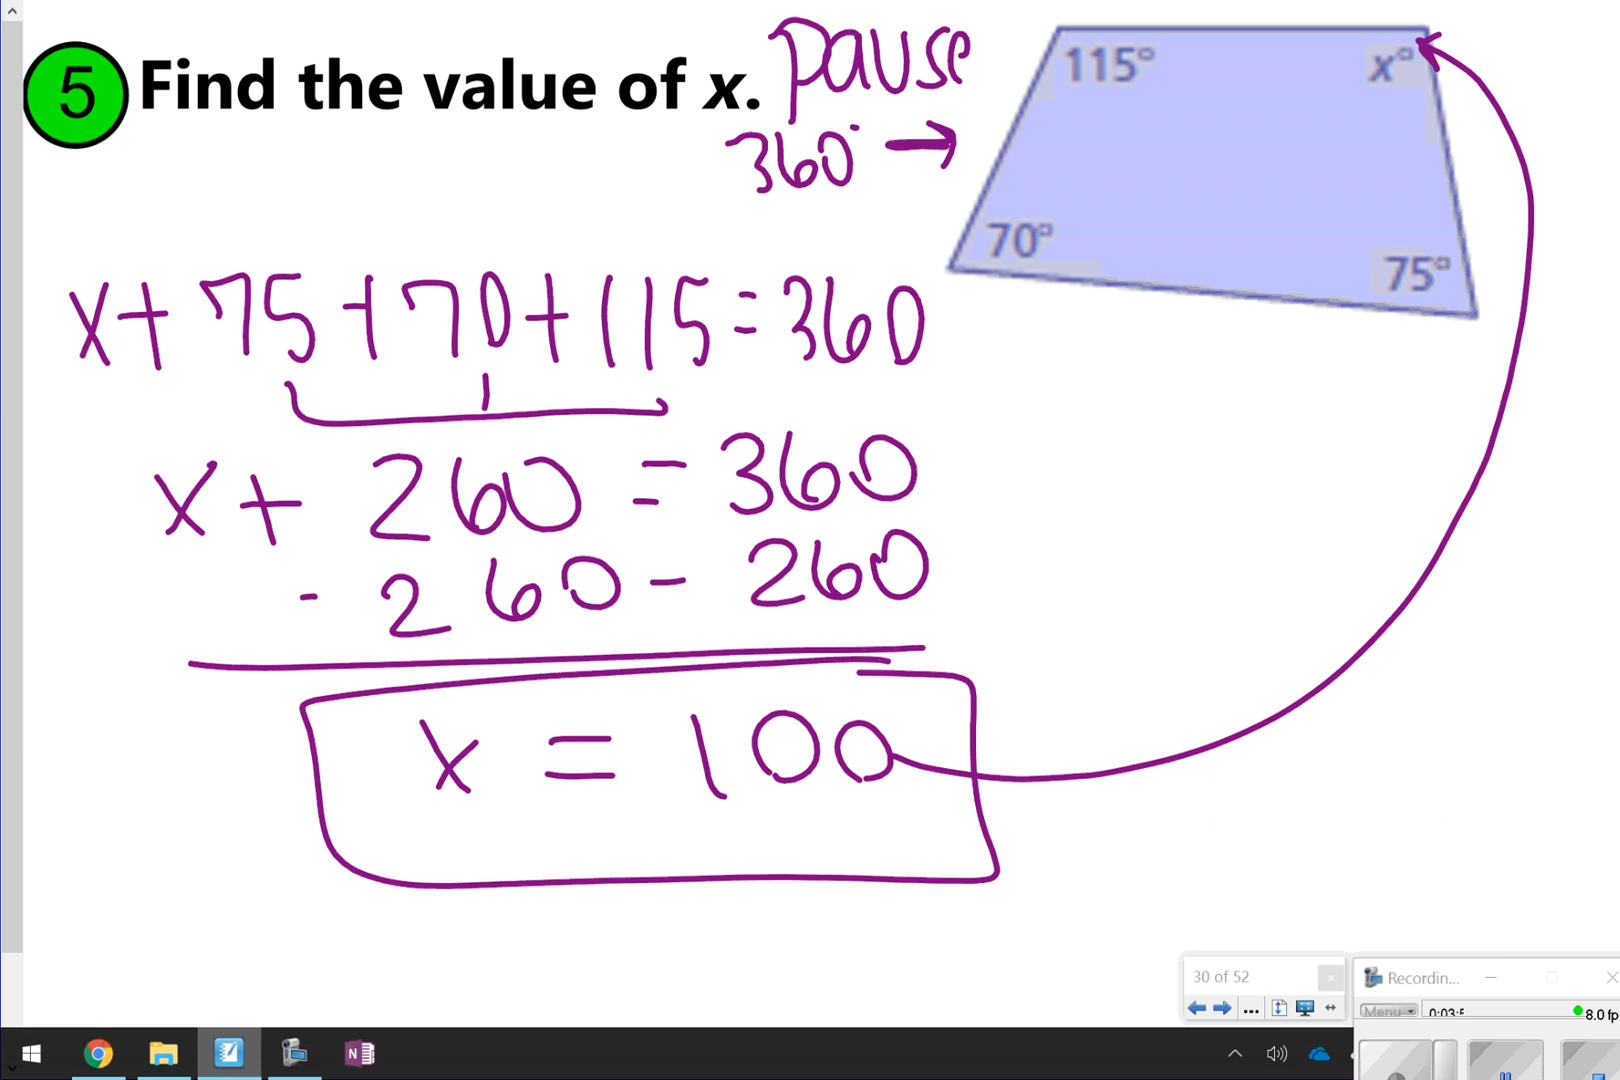 5 Find the value of x. pause
360° →
115° x°
70° 75°
x + 75 + 70 + 115 = 360
x + 260 = 360
- 260 - 260
x = 100
30 of 52
Recordin...
Menu
8.0 fp
N